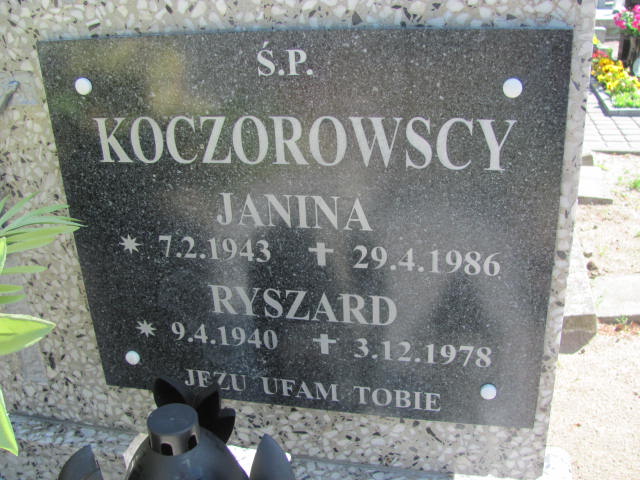 Ś.P.
KOCZOROWSCY
JANINA
* 7.2.1943 † 29.4.1986
RYSZARD
* 9.4.1940 † 3.12.1978
JEZU UFAM TOBIE